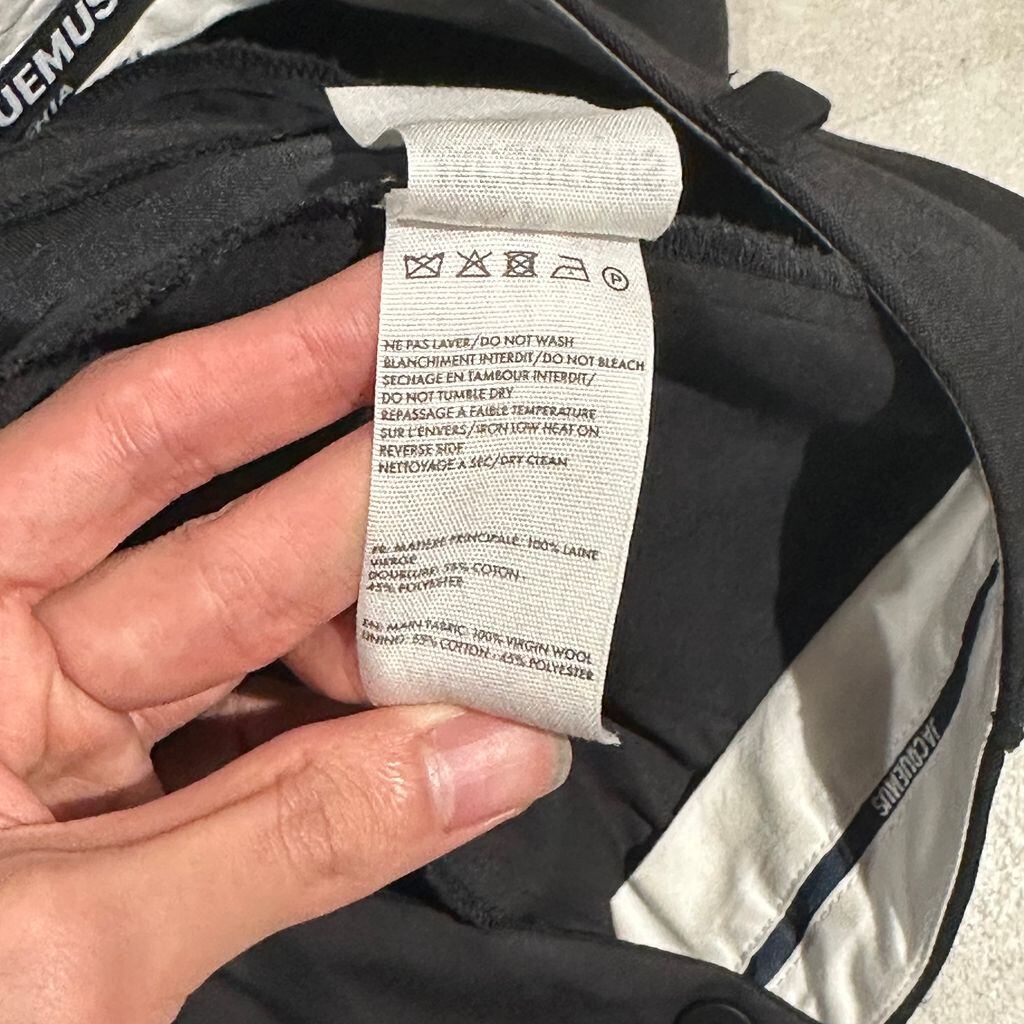 UEMUS
P
NE PAS LAVER/DO NOT WASH
BLANCHIMENT INTERDIT/DO NOT BLEACH
SECHAGE EN TAMBOUR INTERDIT/
DO NOT TUMBLE DRY
REPASSAGE A FAIBLE TEMPERATURE
SUR L'ENVERS/IRON LOW HEAT ON
REVERSE SIDE
NETTOYAGE A SEC/DRY CLEAN
FR: MATIERE PRINCIPALE: 100% LAINE
VIERGE
DOUBLURE: 55% COTON -
45% POLYESTER
EN: MAIN FABRIC: 100% VIRGIN WOOL
LINING: 55% COTTON - 45% POLYESTER
JACQUEMUS